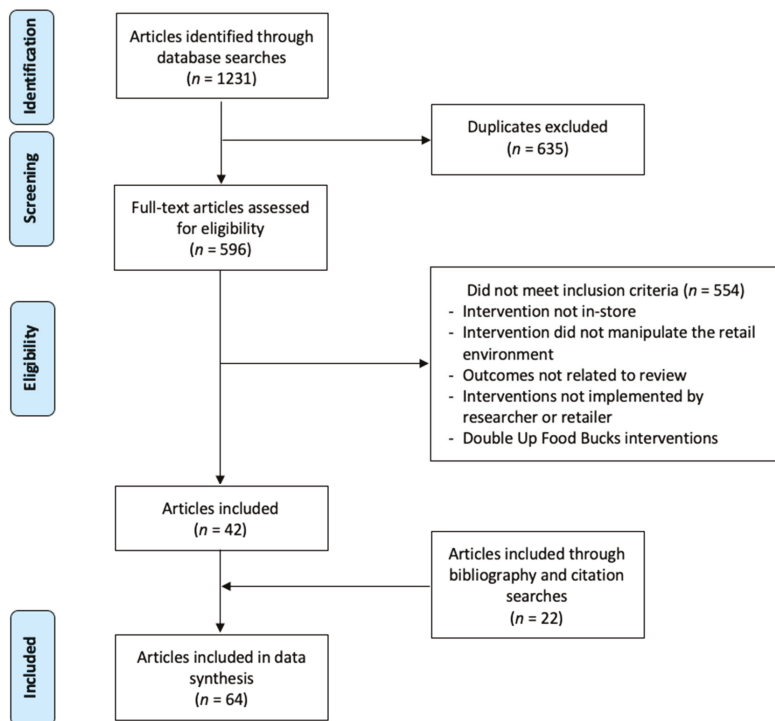 Identification
Articles identified through
database searches
(n = 1231)
Duplicates excluded
(n = 635)
Screening
Full-text articles assessed
for eligibility
(n = 596)
Eligibility
Did not meet inclusion criteria (n = 554)
- Intervention not in-store
- Intervention did not manipulate the retail
environment
- Outcomes not related to review
- Interventions not implemented by
researcher or retailer
- Double Up Food Bucks interventions
Articles included
(n = 42)
Articles included through
bibliography and citation
searches
(n = 22)
Included
Articles included in data
synthesis
(n = 64)